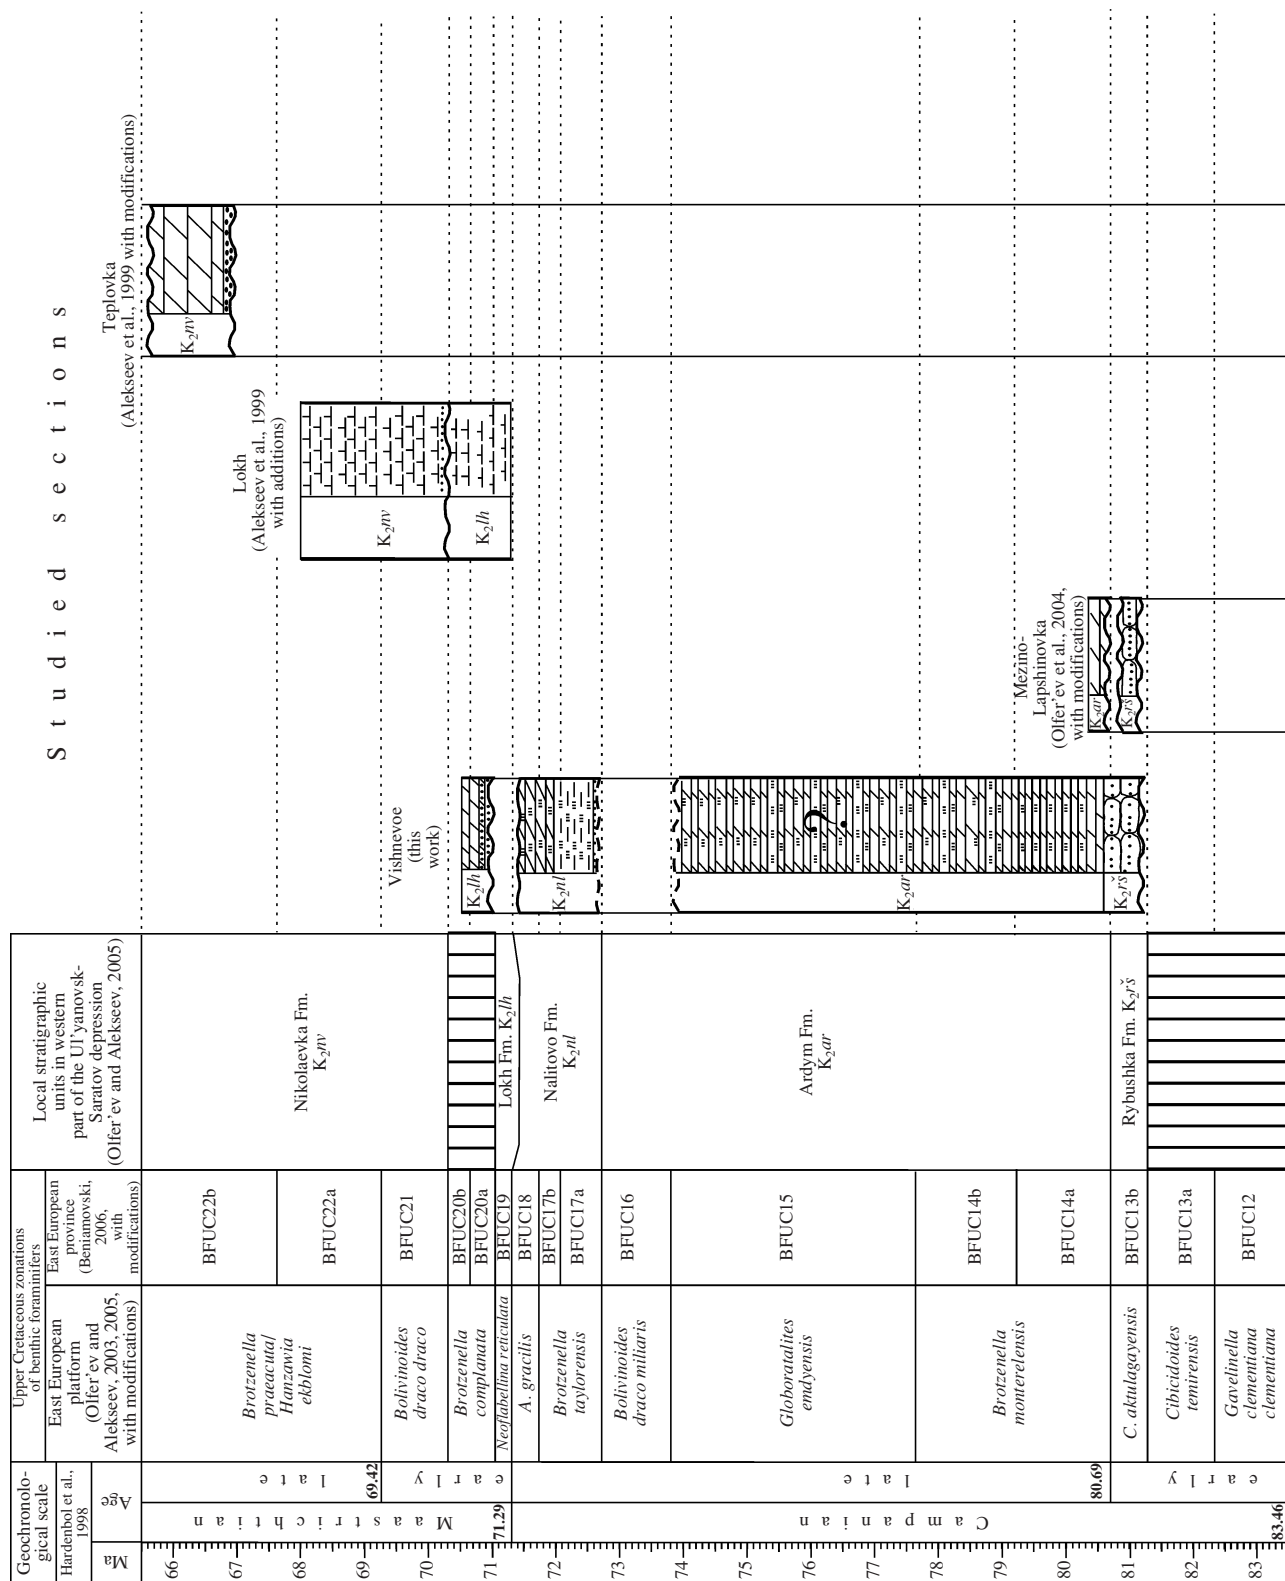 Studied sections
Teplovka
(Alekseev et al., 1999 with modifications)
K₂nv
Lokh
(Alekseev et al., 1999
with additions)
K₂nv
K₂lh
Mezino-
Lapshinovka
(Olfer'ev et al., 2004,
with modifications)
K₂ar
K₂rš
Vishnevoe
(this
work)
K₂lh
K₂nl
?
K₂ar
K₂rš
Local stratigraphic
units in western
part of the Ul'yanovsk-
Saratov depression
(Olfer'ev and Alekseev, 2005)
Nikolaevka Fm.
K₂nv
Lokh Fm. K₂lh
Nalitovo Fm.
K₂nl
Ardym Fm.
K₂ar
Rybushka Fm. K₂rš
Upper Cretaceous zonations
of benthic foraminifers
East European
province
(Beniamovski,
2006,
with
modifications)
BFUC22b
BFUC22a
BFUC21
BFUC20b
BFUC20a
BFUC19
BFUC18
BFUC17b
BFUC17a
BFUC16
BFUC15
BFUC14b
BFUC14a
BFUC13b
BFUC13a
BFUC12
East European
platform
(Olfer'ev and
Alekseev, 2003, 2005,
with modifications)
Brotzenella
praeacuta/
Hanzawia
ekblomi
Bolivinoides
draco draco
Brotzenella
complanata
Neoflabellina reticulata
A. gracilis
Brotzenella
taylorensis
Bolivinoides
draco miliaris
Globoratalites
emdyensis
Brotzenella
monterelensis
C. aktulagayensis
Cibicidoides
temirensis
Gavelinella
clementiana
clementiana
Geochronolo-
gical scale
Hardenbol et al.,
1998
Age
late
69.42
early
late
80.69
early
Maastrichtian
71.29
Campanian
83.46
Ma
66
67
68
69
70
71
72
73
74
75
76
77
78
79
80
81
82
83